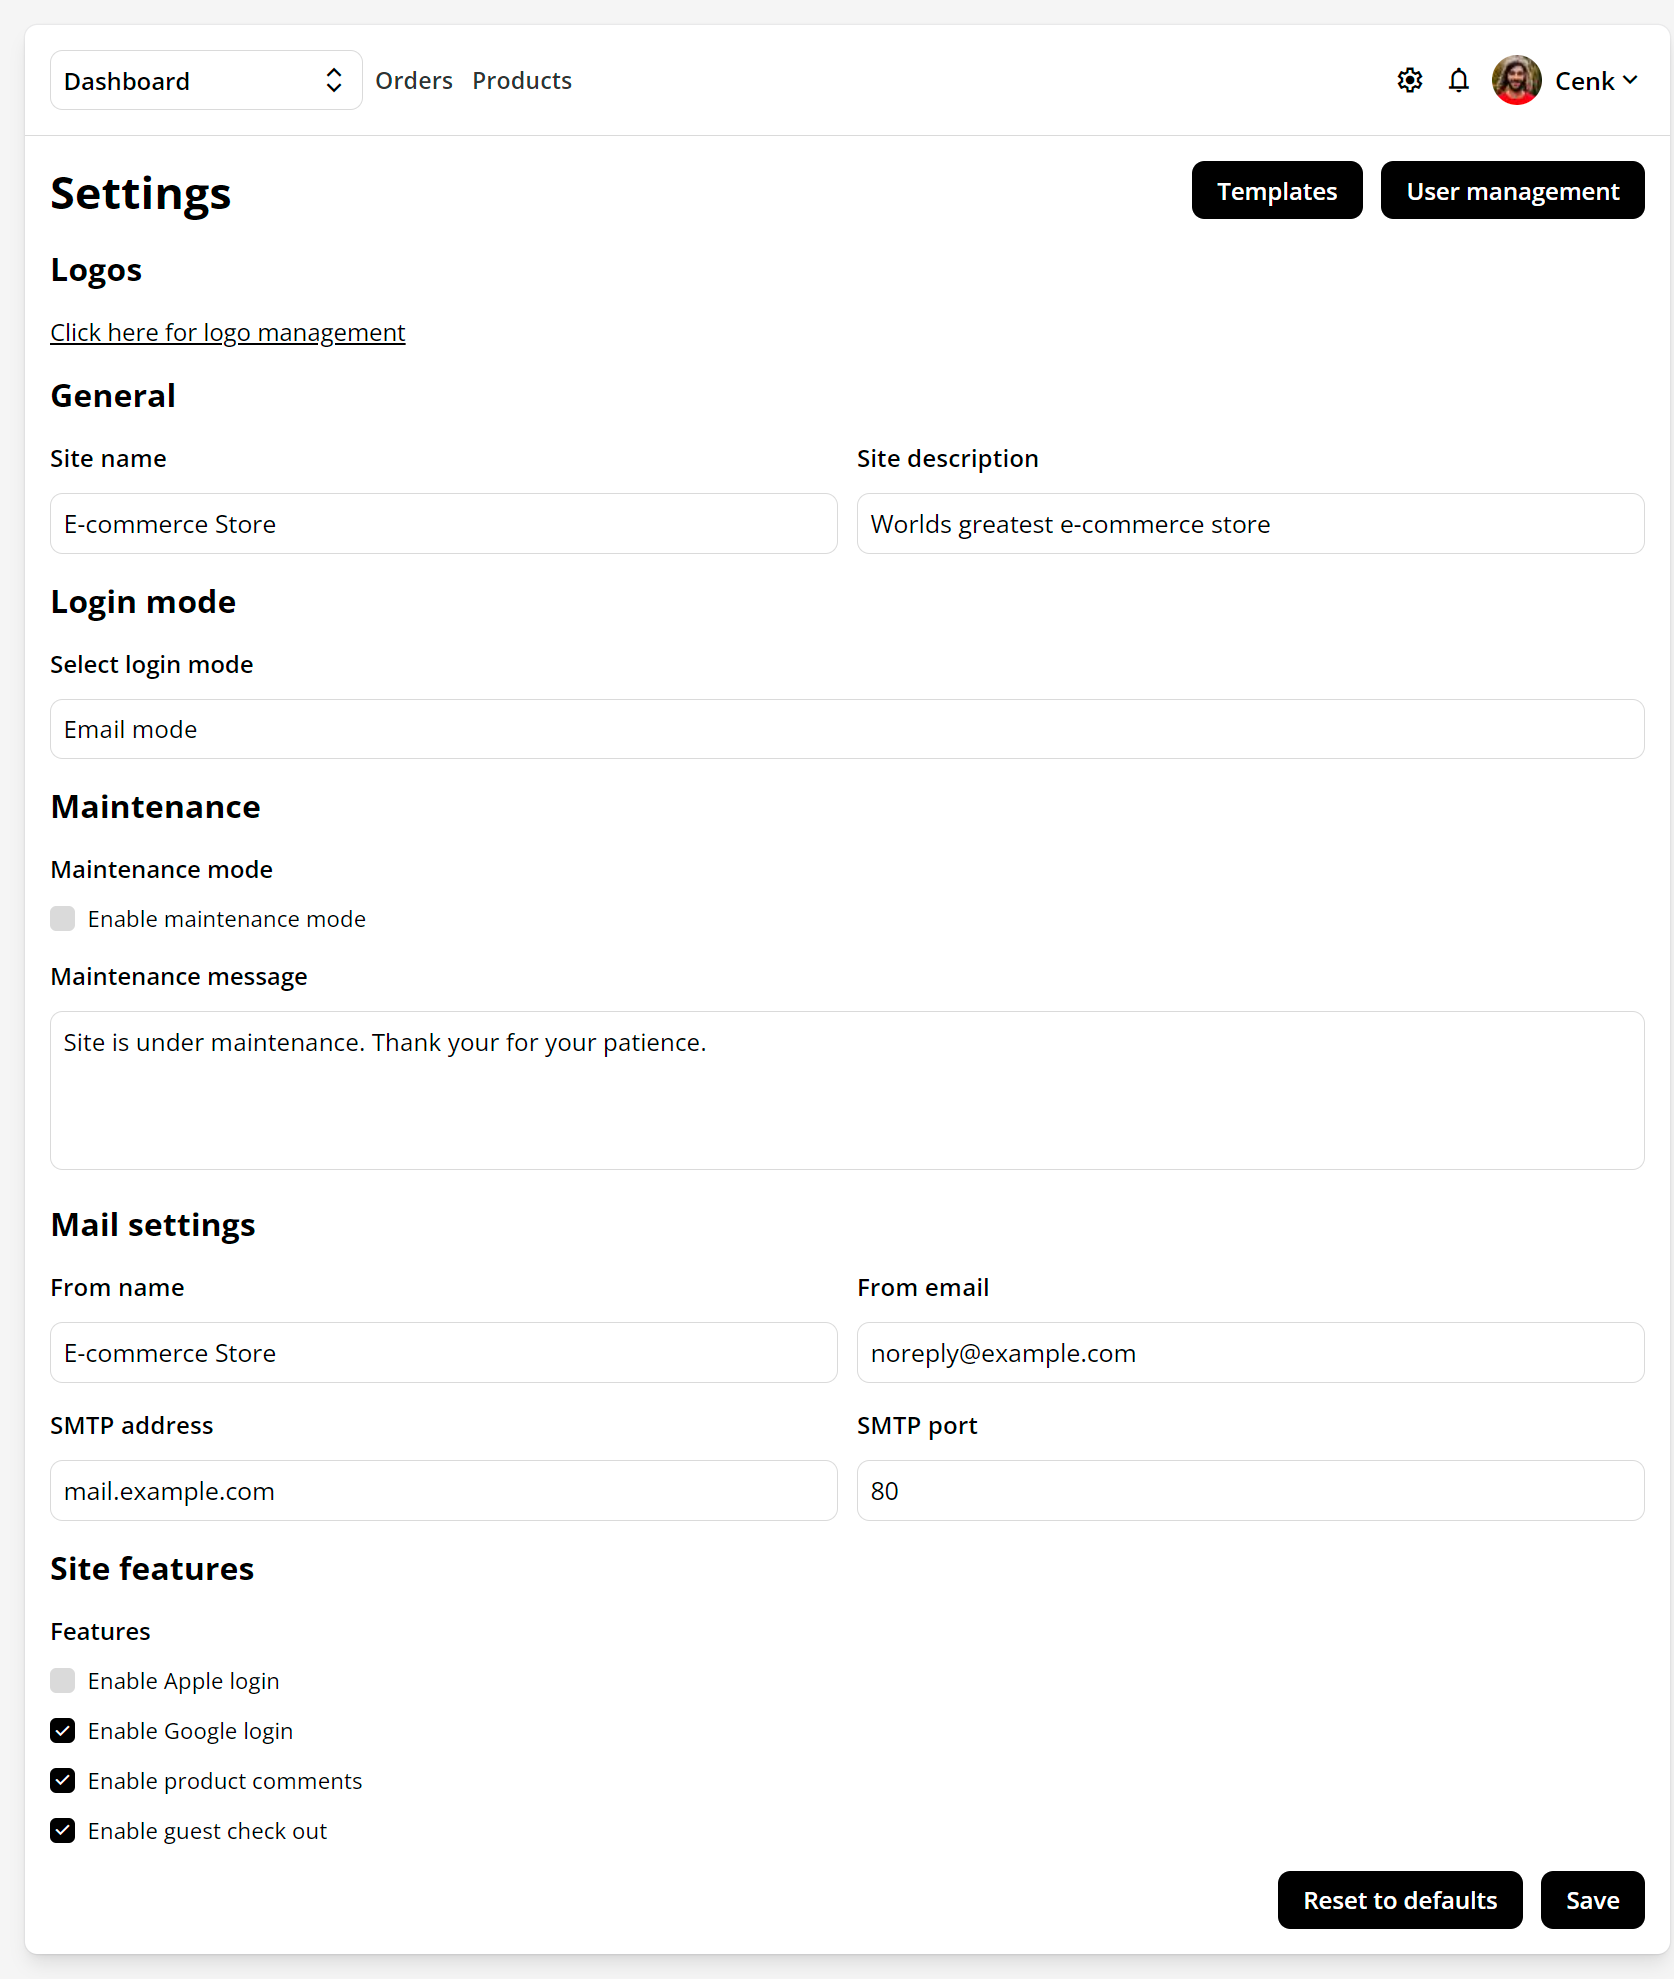 Dashboard Orders Products Cenk
Settings Templates User management
Logos
Click here for logo management
General
Site name Site description
E-commerce Store Worlds greatest e-commerce store
Login mode
Select login mode
Email mode
Maintenance
Maintenance mode
Enable maintenance mode
Maintenance message
Site is under maintenance. Thank your for your patience.
Mail settings
From name From email
E-commerce Store noreply@example.com
SMTP address SMTP port
mail.example.com 80
Site features
Features
Enable Apple login
Enable Google login
Enable product comments
Enable guest check out
Reset to defaults Save